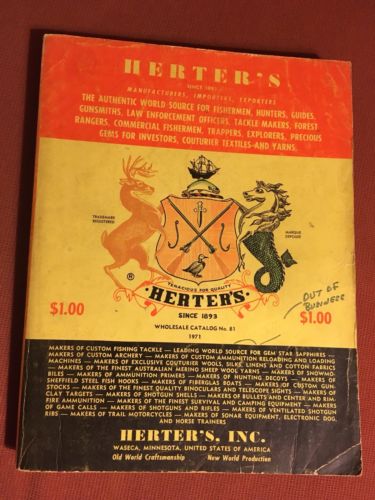 HERTER'S
SINCE 1893
MANUFACTURERS, IMPORTERS, EXPORTERS
THE AUTHENTIC WORLD SOURCE FOR FISHERMEN, HUNTERS, GUIDES,
GUNSMITHS, LAW ENFORCEMENT OFFICERS, TACKLE MAKERS, FOREST
RANGERS, COMMERCIAL FISHERMEN, TRAPPERS, EXPLORERS, PRECIOUS
GEMS FOR INVESTORS, COUTURIER TEXTILES AND YARNS.
TRADEMARK
REGISTERED
MARQUE
DEPOSEE
®
TENACIOUS FOR QUALITY
HERTER'S
SINCE 1893
WHOLESALE CATALOG No. 81
1971
$1.00
OUT OF
BUSINESS
$1.00
MAKERS OF CUSTOM FISHING TACKLE — LEADING WORLD SOURCE FOR GEM STAR SAPPHIRES —
MAKERS OF CUSTOM ARCHERY — MAKERS OF CUSTOM AMMUNITION RELOADING AND LOADING
MACHINES — MAKERS OF EXCLUSIVE COUTURIER WOOLS, SILKS, LINENS AND COTTON FABRICS
— MAKERS OF THE FINEST AUSTRALIAN MERINO SHEEP WOOL YARNS — MAKERS OF SNOWMO-
BILES — MAKERS OF AMMUNITION PRIMERS — MAKERS OF HUNTING DECOYS — MAKERS OF
SHEFFIELD STEEL FISH HOOKS — MAKERS OF FIBERGLAS BOATS — MAKERS OF CUSTOM GUN
STOCKS — MAKERS OF THE FINEST QUALITY BINOCULARS AND TELESCOPE SIGHTS — MAKERS OF
CLAY TARGETS — MAKERS OF SHOTGUN SHELLS — MAKERS OF BULLETS AND CENTER AND RIM-
FIRE AMMUNITION — MAKERS OF THE FINEST SURVIVAL AND CAMPING EQUIPMENT — MAKERS
OF GAME CALLS — MAKERS OF SHOTGUNS AND RIFLES — MAKERS OF VENTILATED SHOTGUN
RIBS — MAKERS OF TRAIL MOTORCYCLES — MAKERS OF SONAR EQUIPMENT, ELECTRONIC DOG
AND HORSE TRAINERS
HERTER'S, INC.
WASECA, MINNESOTA, UNITED STATES OF AMERICA
Old World Craftsmanship New World Production